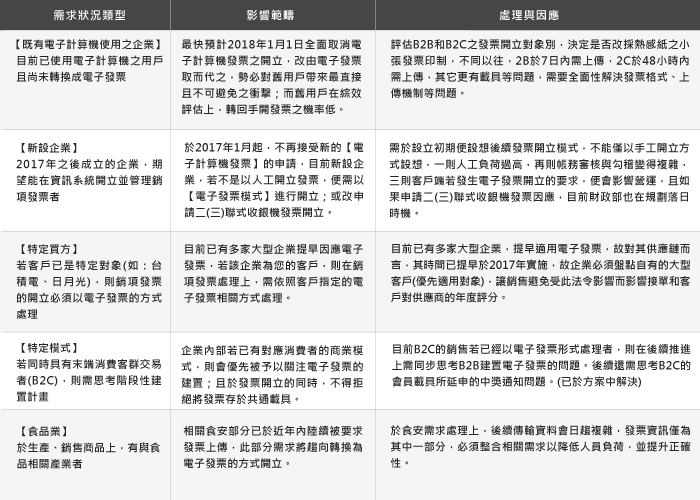 需求狀況類型
影響範疇
處理與因應
【既有電子計算機使用之企業】
目前已使用電子計算機之用戶
且尚未轉換成電子發票
最快預計2018年1月1日全面取消電
子計算機發票之開立，改由電子發票
取而代之，勢必對舊用戶帶來最直接
且不可避免之衝擊；而舊用戶在綜效
評估上，轉回手開發票之機率低。
評估B2B和B2C之發票開立對象別，決定是否改採熱感紙之小
張發票印制，不同以往，2B於7日內需上傳，2C於48小時內
需上傳，其它更有載具等問題，需要全面性解決發票格式、上
傳機制等問題。
【新設企業】
2017年之後成立的企業，期
望能在資訊系統開立並管理銷
項發票者
於2017年1月起，不再接受新的【電
子計算機發票】的申請，目前新設企
業，若不是以人工開立發票，便需以
【電子發票模式】進行開立；或改申
請二(三)聯式收銀機發票開立。
需於設立初期便設想後續發票開立模式，不能僅以手工開立方
式設想，一則人工負荷過高，再則帳務審核與勾稽變得複雜，
三則客戶端若發生電子發票開立的要求，便會影響營運，且如
果申請二(三)聯式收銀機發票因應，目前財政部也在規劃落日
時機。
【特定買方】
若客戶已是特定對象(如：台
積電、日月光)，則銷項發票
的開立必須以電子發票的方式
處理
目前已有多家大型企業提早因應電子
發票，若該企業為您的客戶，則在銷
項發票處理上，需依照客戶指定的電
子發票相關方式處理。
目前已有多家大型企業，提早適用電子發票，故對其供應鏈而
言，其時間已提早於2017年實施，故企業必須盤點自有的大型
客戶(優先適用對象)，讓銷售避免受此法令影響而影響接單和客
戶對供應商的年度評分。
【特定模式】
若同時具有末端消費客群交易
者(B2C)，則需思考階段性建
置計畫
企業內部若已有對應消費者的商業模
式，則會優先被予以關注電子發票的
建置；且於發票開立的同時，不得拒
絕將發票存於共通載具。
目前B2C的銷售若已經以電子發票形式處理者，則在後續推進
上需同步思考B2B建置電子發票的問題。後續還需思考B2C的
會員載具所延申的中獎通知問題。(已於方案中解決)
【食品業】
於生產、銷售商品上，有與食
品相關產業者
相關食安部分已於近年內陸續被要求
發票上傳，此部分需求將趨向轉換為
電子發票的方式開立。
於食安需求處理上，後續傳輸資料會日趨複雜，發票資訊僅為
其中一部分，必須整合相關需求以降低人員負荷，並提升正確
性。